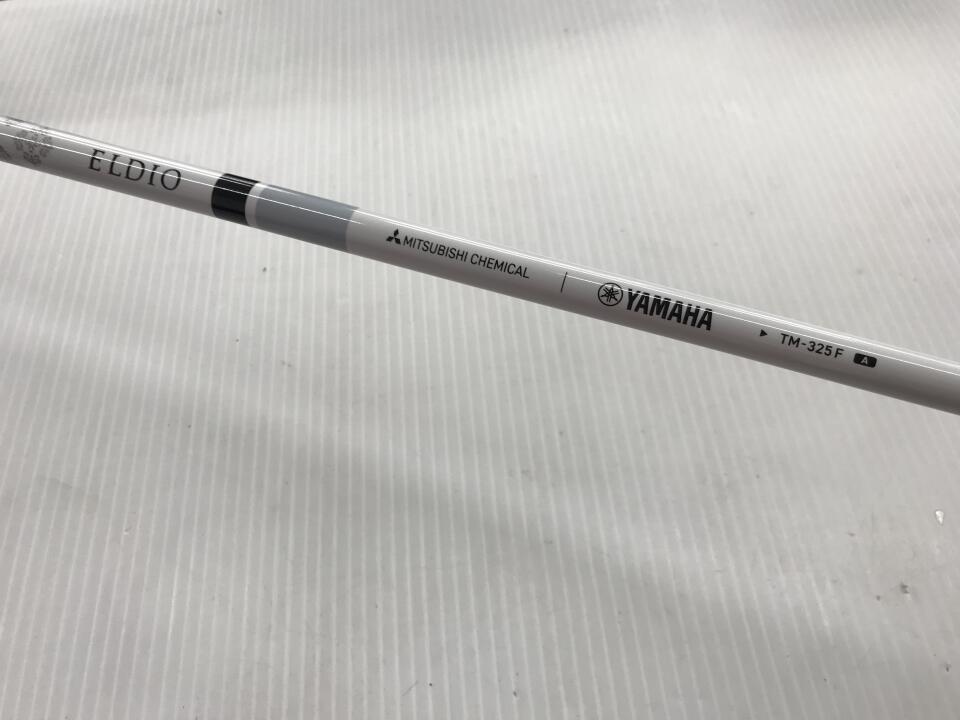 ELDIO MITSUBISHI CHEMICAL | YAMAHA ▶ TM-325F A